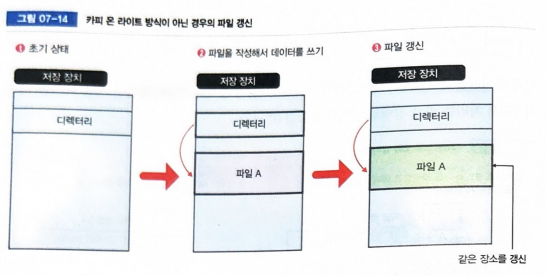 그림 07-14 카피 온 라이트 방식이 아닌 경우의 파일 갱신
❶ 초기 상태
저장 장치
디렉터리
❷ 파일을 작성해서 데이터를 쓰기
저장 장치
디렉터리
파일 A
❸ 파일 갱신
저장 장치
디렉터리
파일 A
같은 장소를 갱신